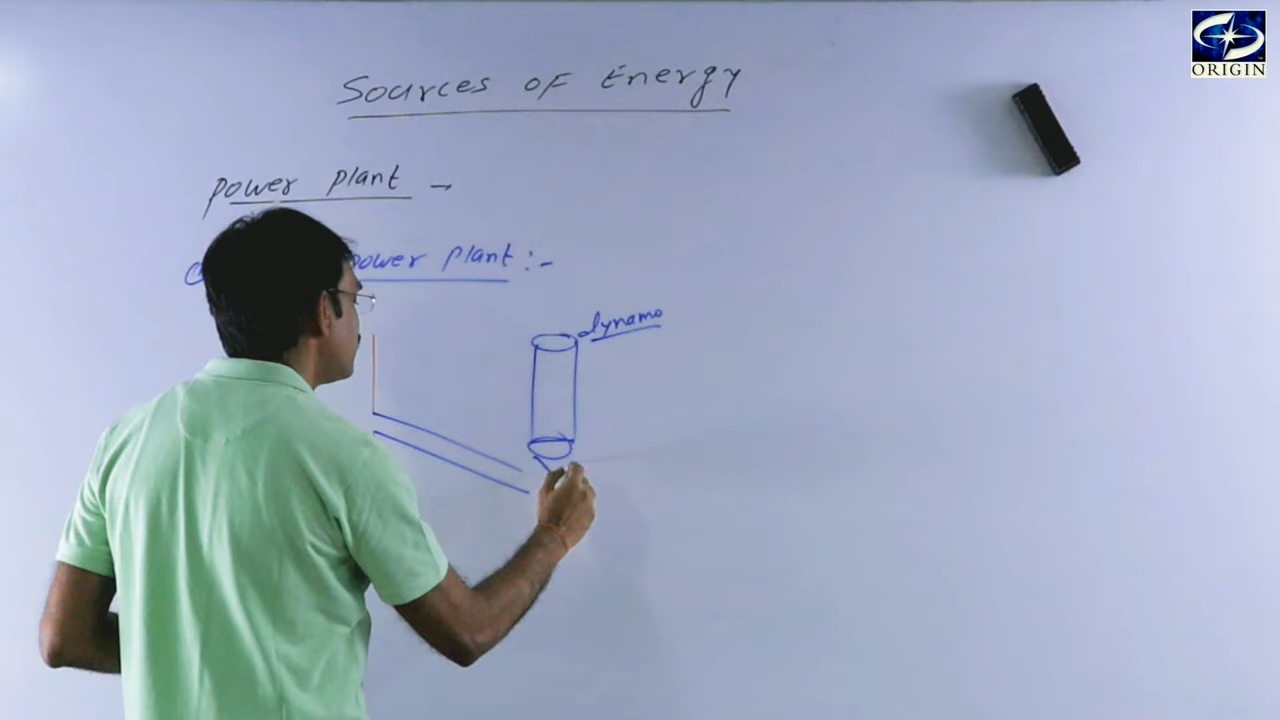 ORIGIN
Sources of Energy
Power plant →
power plant :-
dynamo